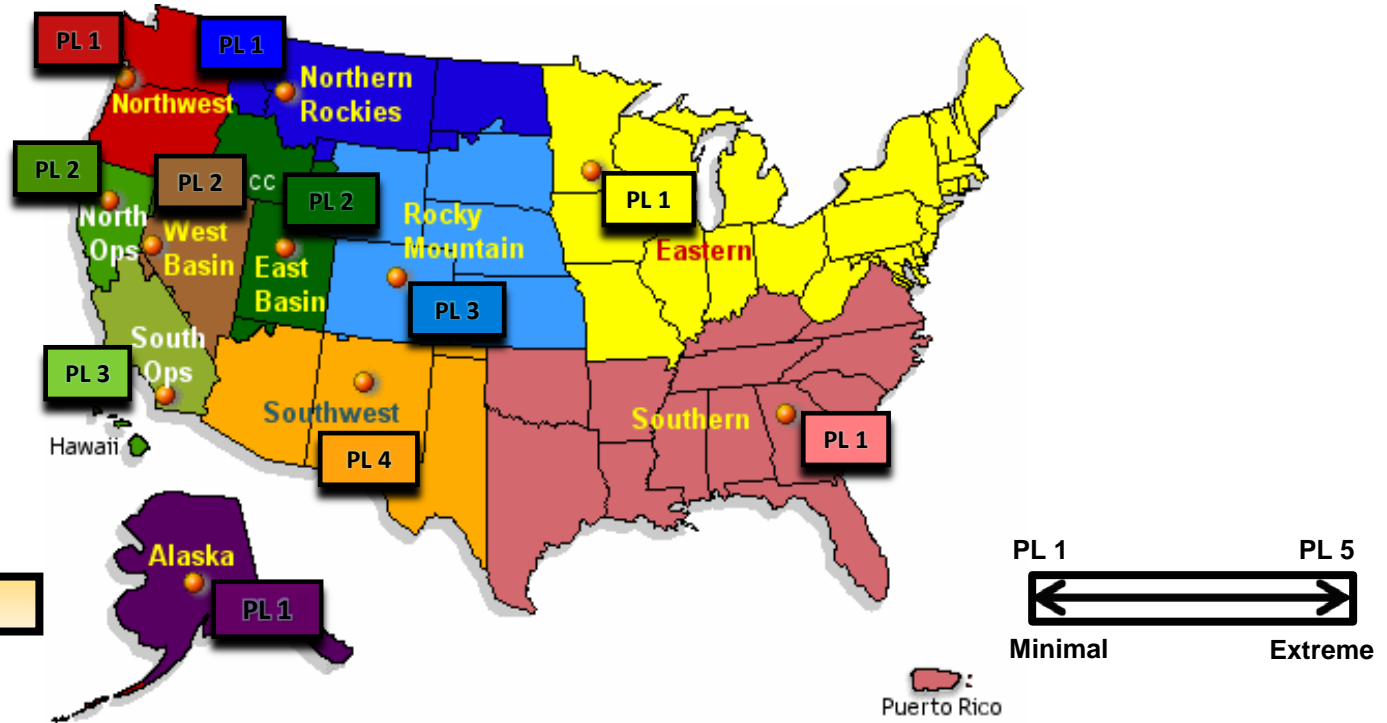 PL 1
PL 1
Northern
Rockies
Northwest
PL 2
PL 2
CC
PL 2
PL 1
North
Ops
West
Basin
Rocky
Mountain
Eastern
East
Basin
PL 3
South
Ops
PL 3
Southwest
Southern
PL 1
Hawaii
PL 4
Alaska
PL 1
PL 1
PL 5
Minimal
Extreme
Puerto Rico